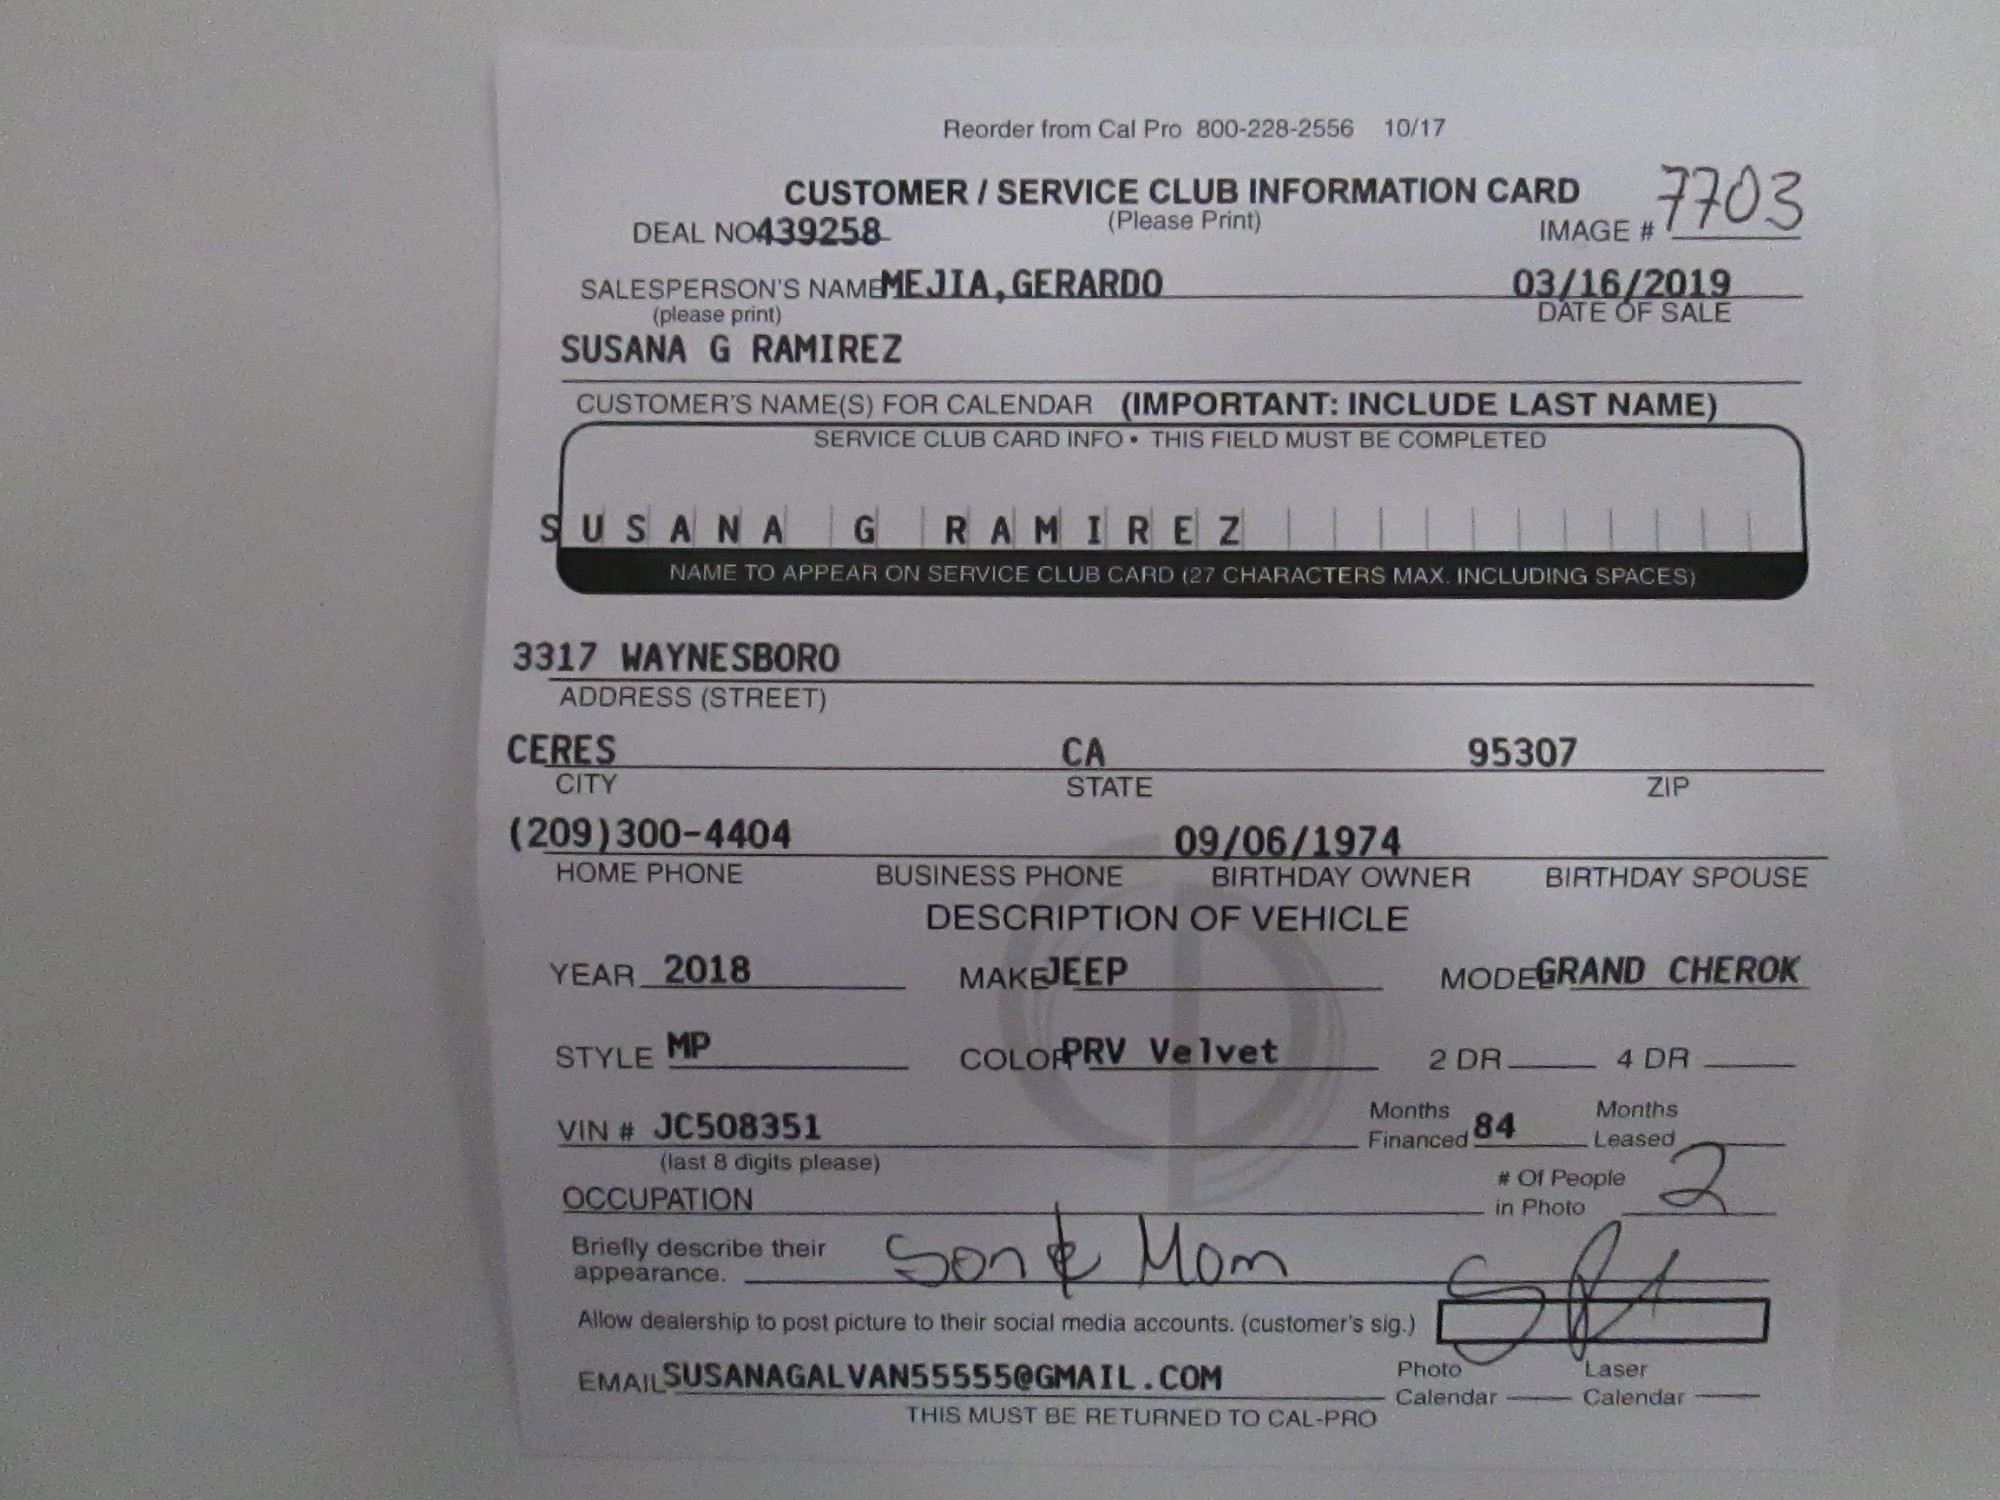 Reorder from Cal Pro 800-228-2556 10/17
CUSTOMER / SERVICE CLUB INFORMATION CARD
(Please Print)
DEAL NO 439258 IMAGE # 7703
SALESPERSON'S NAME MEJIA,GERARDO 03/16/2019
(please print) DATE OF SALE
SUSANA G RAMIREZ
CUSTOMER'S NAME(S) FOR CALENDAR (IMPORTANT: INCLUDE LAST NAME)
SERVICE CLUB CARD INFO • THIS FIELD MUST BE COMPLETED
S U S A N A G R A M I R E Z
NAME TO APPEAR ON SERVICE CLUB CARD (27 CHARACTERS MAX. INCLUDING SPACES)
3317 WAYNESBORO
ADDRESS (STREET)
CERES CA 95307
CITY STATE ZIP
(209)300-4404 09/06/1974
HOME PHONE BUSINESS PHONE BIRTHDAY OWNER BIRTHDAY SPOUSE
DESCRIPTION OF VEHICLE
YEAR 2018 MAKE JEEP MODEL GRAND CHEROK
STYLE MP COLOR PRV Velvet 2 DR 4 DR
VIN # JC508351 Months Financed 84 Months Leased
(last 8 digits please)
OCCUPATION # Of People in Photo 2
Briefly describe their appearance. Son & Mom
Allow dealership to post picture to their social media accounts. (customer's sig.)
EMAIL SUSANAGALVAN55555@GMAIL.COM Photo Calendar Laser Calendar
THIS MUST BE RETURNED TO CAL-PRO